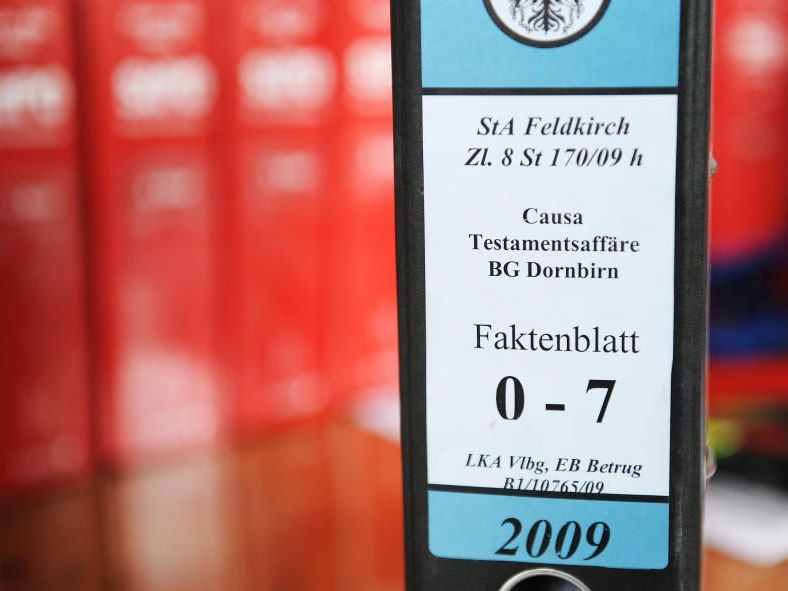 StA Feldkirch
Zl. 8 St 170/09 h
Causa
Testamentsaffäre
BG Dornbirn
Faktenblatt
0 - 7
LKA Vlbg, EB Betrug
B1/10765/09
2009